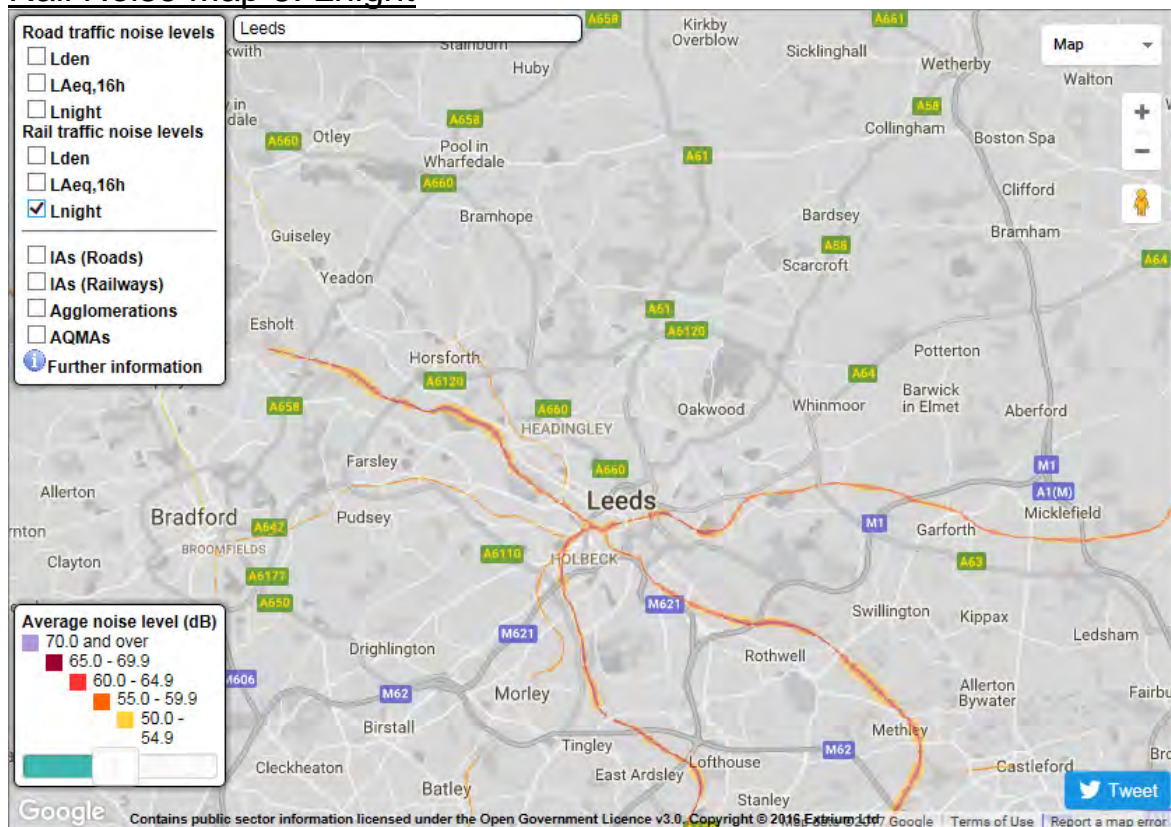 Rail Noise map of Lnight
Road traffic noise levels
Lden
LAeq,16h
Lnight
Rail traffic noise levels
Lden
LAeq,16h
Lnight
IAs (Roads)
IAs (Railways)
Agglomerations
AQMAs
Further information
Leeds
Map
A658
Kirkby
Overblow
A661
Sicklinghall
Wetherby
Walton
Stainburn
Huby
A58
Collingham
Boston Spa
A658
A660
Otley
Pool in
Wharfedale
A61
A660
Clifford
Bramhope
Bardsey
Bramham
Guiseley
A58
Scarcroft
A64
Yeadon
A61
A6120
Esholt
Horsforth
Potterton
A6120
A64
Barwick
in Elmet
A658
A660
Oakwood
Whinmoor
Aberford
HEADINGLEY
Farsley
A660
M1
Allerton
Leeds
A1(M)
Bradford
Pudsey
Micklefield
A642
M1
Garforth
BROOMFIELDS
A6110
HOLBECK
A63
Clayton
A6177
A650
M621
Swillington
Kippax
Average noise level (dB)
70.0 and over
65.0 - 69.9
60.0 - 64.9
55.0 - 59.9
50.0 -
54.9
M621
Ledsham
Drighlington
Rothwell
M606
M62
Morley
Allerton
Bywater
Birstall
Methley
Tingley
M62
Cleckheaton
East Ardsley
Lofthouse
Castleford
Batley
Stanley
Tweet
Google
Contains public sector information licensed under the Open Government Licence v3.0. Copyright © 2016 Extrium Ltd
Google
Terms of Use
Report a map error